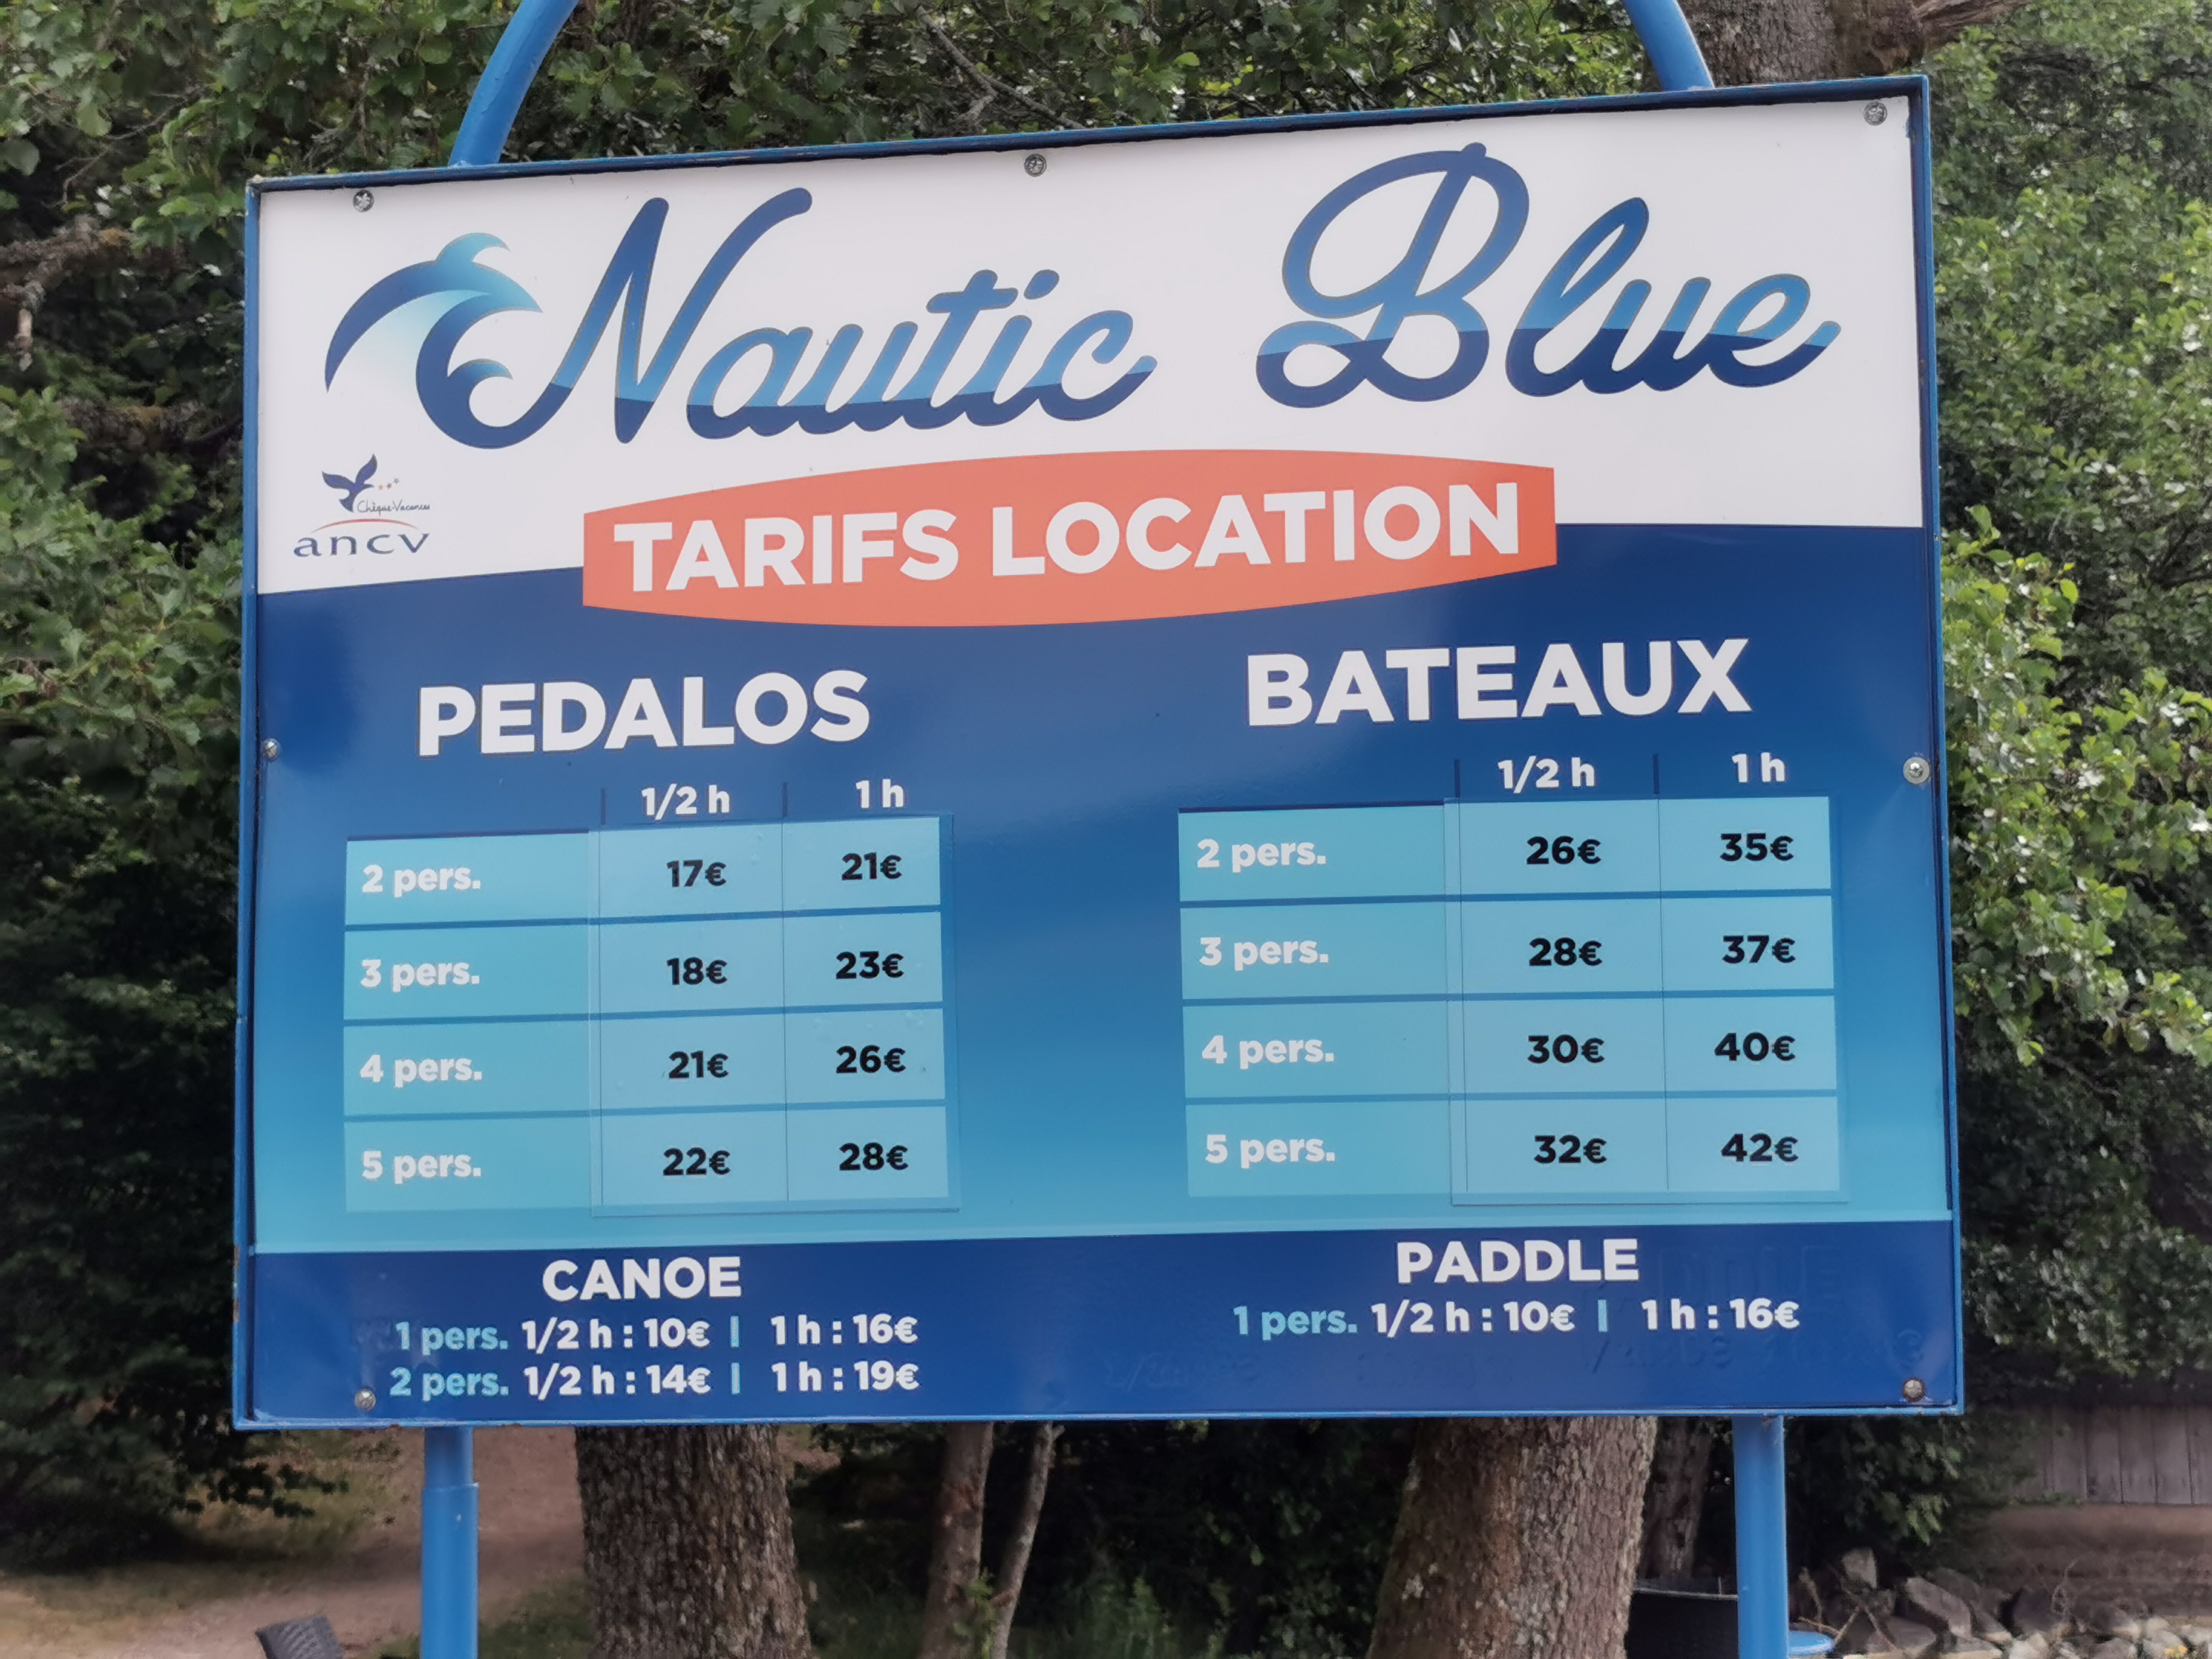 Nautic Blue
Chèque-Vacances
ancv
TARIFS LOCATION
PEDALOS
1/2 h 1 h
2 pers. 17€ 21€
3 pers. 18€ 23€
4 pers. 21€ 26€
5 pers. 22€ 28€
BATEAUX
1/2 h 1 h
2 pers. 26€ 35€
3 pers. 28€ 37€
4 pers. 30€ 40€
5 pers. 32€ 42€
CANOE
1 pers. 1/2 h : 10€ | 1 h : 16€
2 pers. 1/2 h : 14€ | 1 h : 19€
PADDLE
1 pers. 1/2 h : 10€ | 1 h : 16€